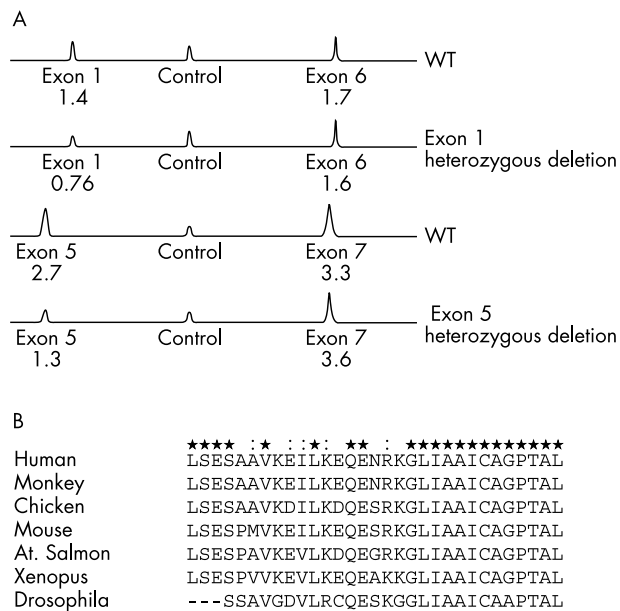 A
WT
Exon 1 Control Exon 6
1.4 1.7
Exon 1
heterozygous deletion
Exon 1 Control Exon 6
0.76 1.6
WT
Exon 5 Control Exon 7
2.7 3.3
Exon 5
heterozygous deletion
Exon 5 Control Exon 7
1.3 3.6
B
★★★★ :★ ::★: ★★ : ★★★★★★★★★★★★★
Human LSESAAVKEILKEQENRKGLIAAICAGPTAL
Monkey LSESAAVKEILKEQENRKGLIAAICAGPTAL
Chicken LSESPAVKDILKDQESRKGLIAAICAGPTAL
Mouse LSESPMVKEILKEQESRKGLIAAICAGPTAL
At. Salmon LSESPAVKEVLKDQEGRKGLIAAICAGPTAL
Xenopus LSESPVVKEVLKEQEAKKGLIAAICAGPTAL
Drosophila ---SSAVGDVLRCQESKGGLIAAICAAPTAL